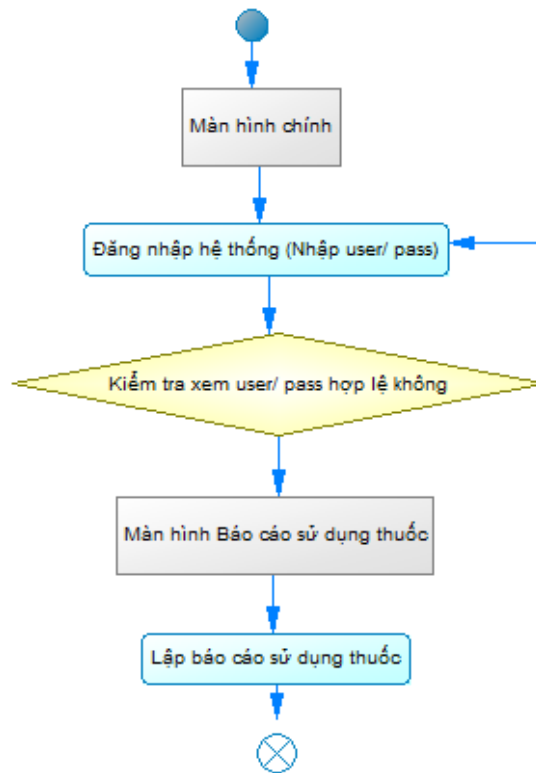 Màn hình chính
Đăng nhập hệ thống (Nhập user/ pass)
Kiểm tra xem user/ pass hợp lệ không
Màn hình Báo cáo sử dụng thuốc
Lập báo cáo sử dụng thuốc